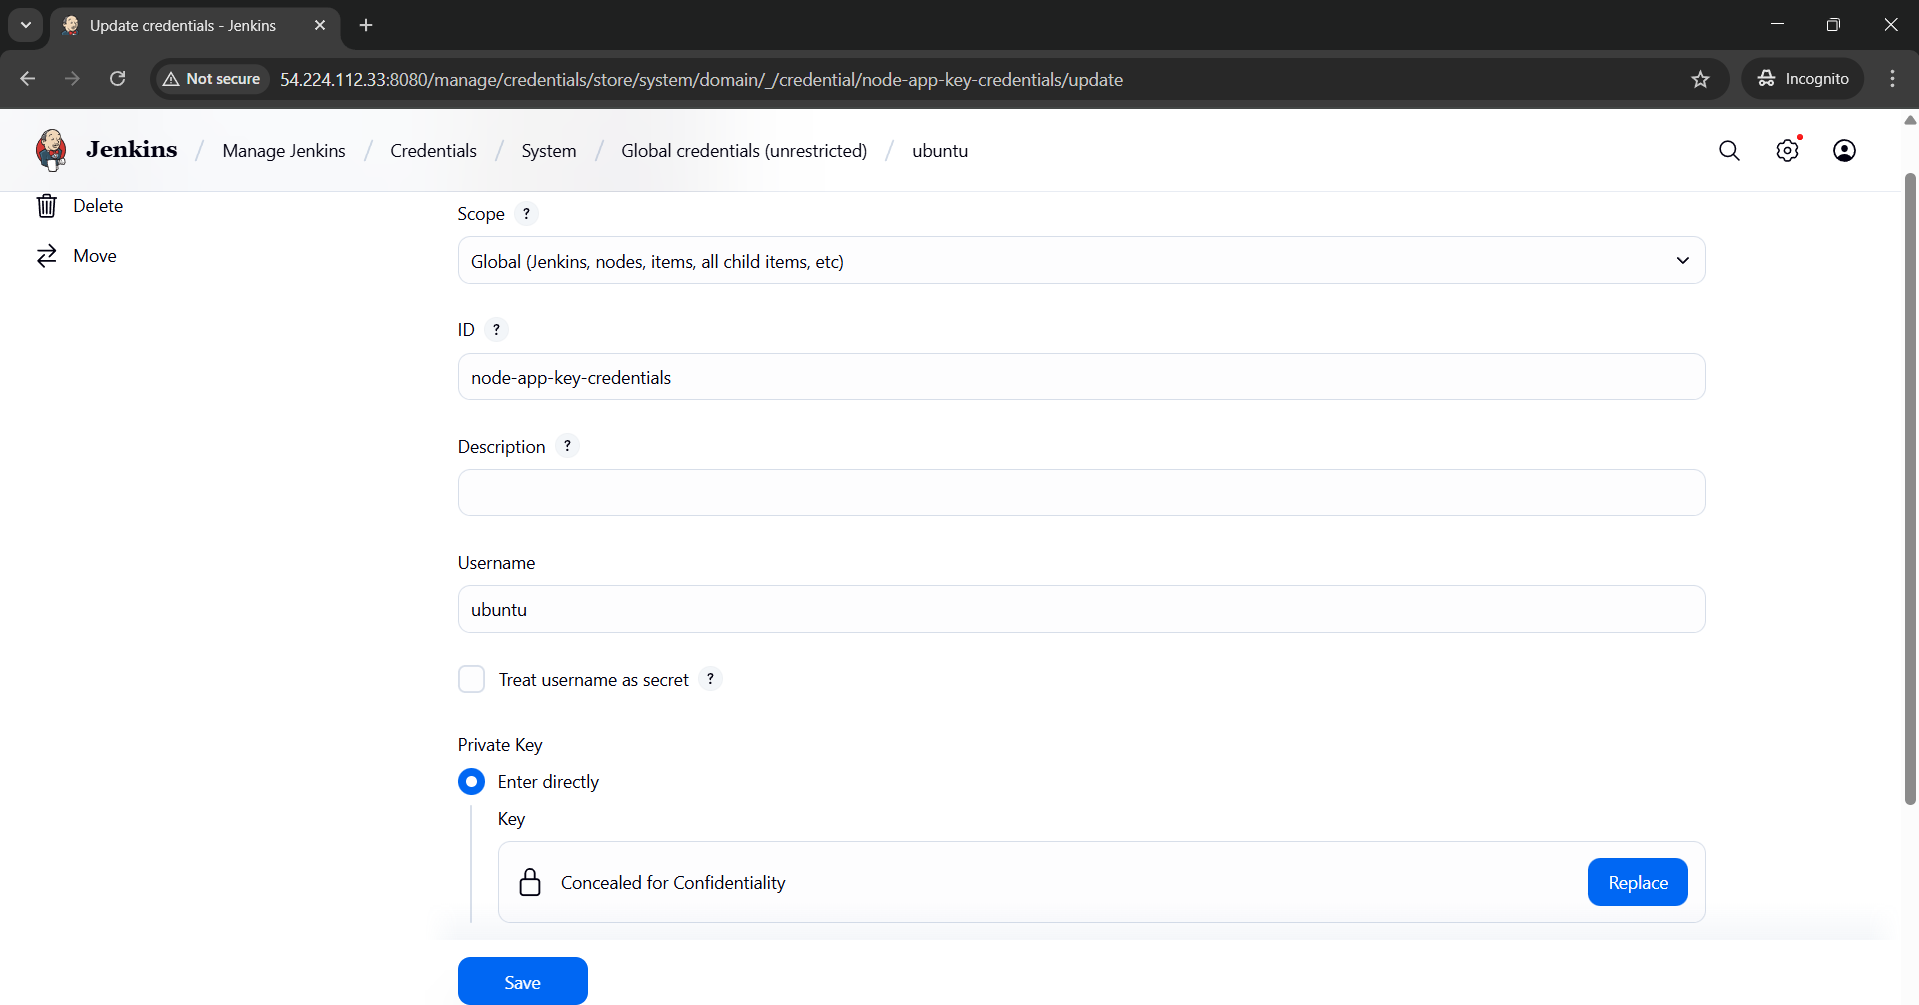 Update credentials - Jenkins
Not secure
54.224.112.33:8080/manage/credentials/store/system/domain/_/credential/node-app-key-credentials/update
Incognito
Jenkins / Manage Jenkins / Credentials / System / Global credentials (unrestricted) / ubuntu
Delete
Move
Scope ?
Global (Jenkins, nodes, items, all child items, etc)
ID ?
node-app-key-credentials
Description ?
Username
ubuntu
Treat username as secret ?
Private Key
Enter directly
Key
Concealed for Confidentiality
Replace
Save